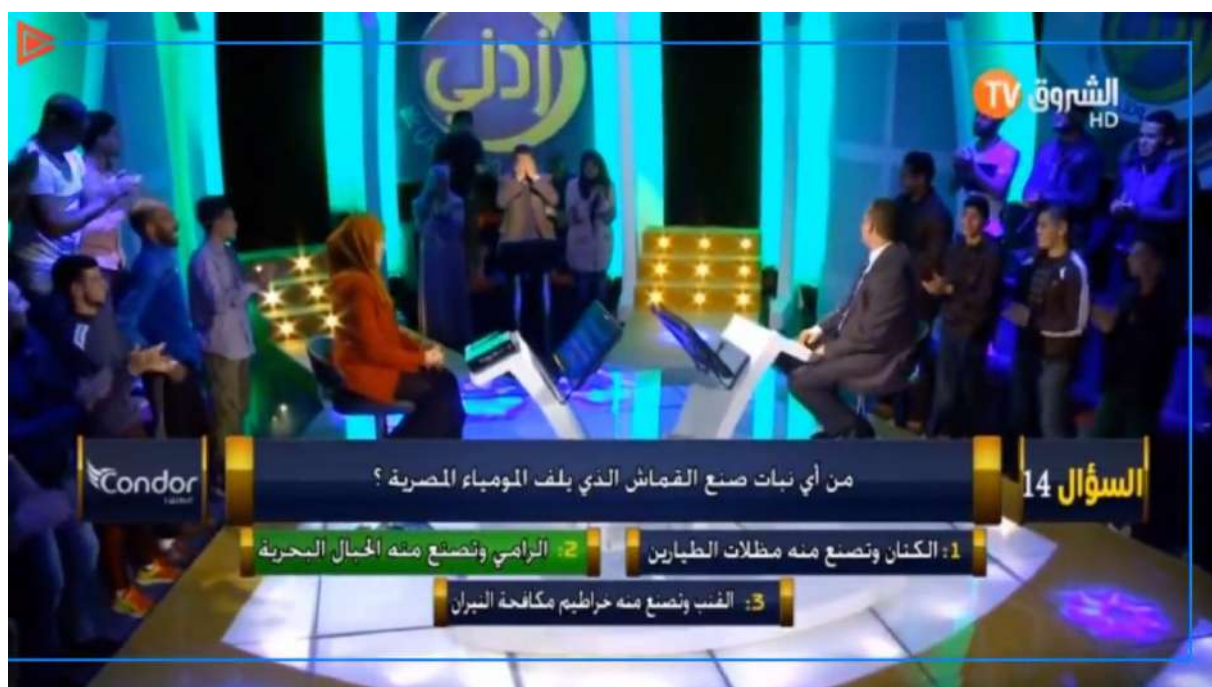 زدني
الشروق TV
HD
Condor
من أي نبات صنع القماش الذي يلف المومياء المصرية ؟
السؤال 14
1: الكتان وتصنع منه مظلات الطيارين
2: الرامي وتصنع منه الحبال البحرية
3: القنب وتصنع منه خراطيم مكافحة النيران